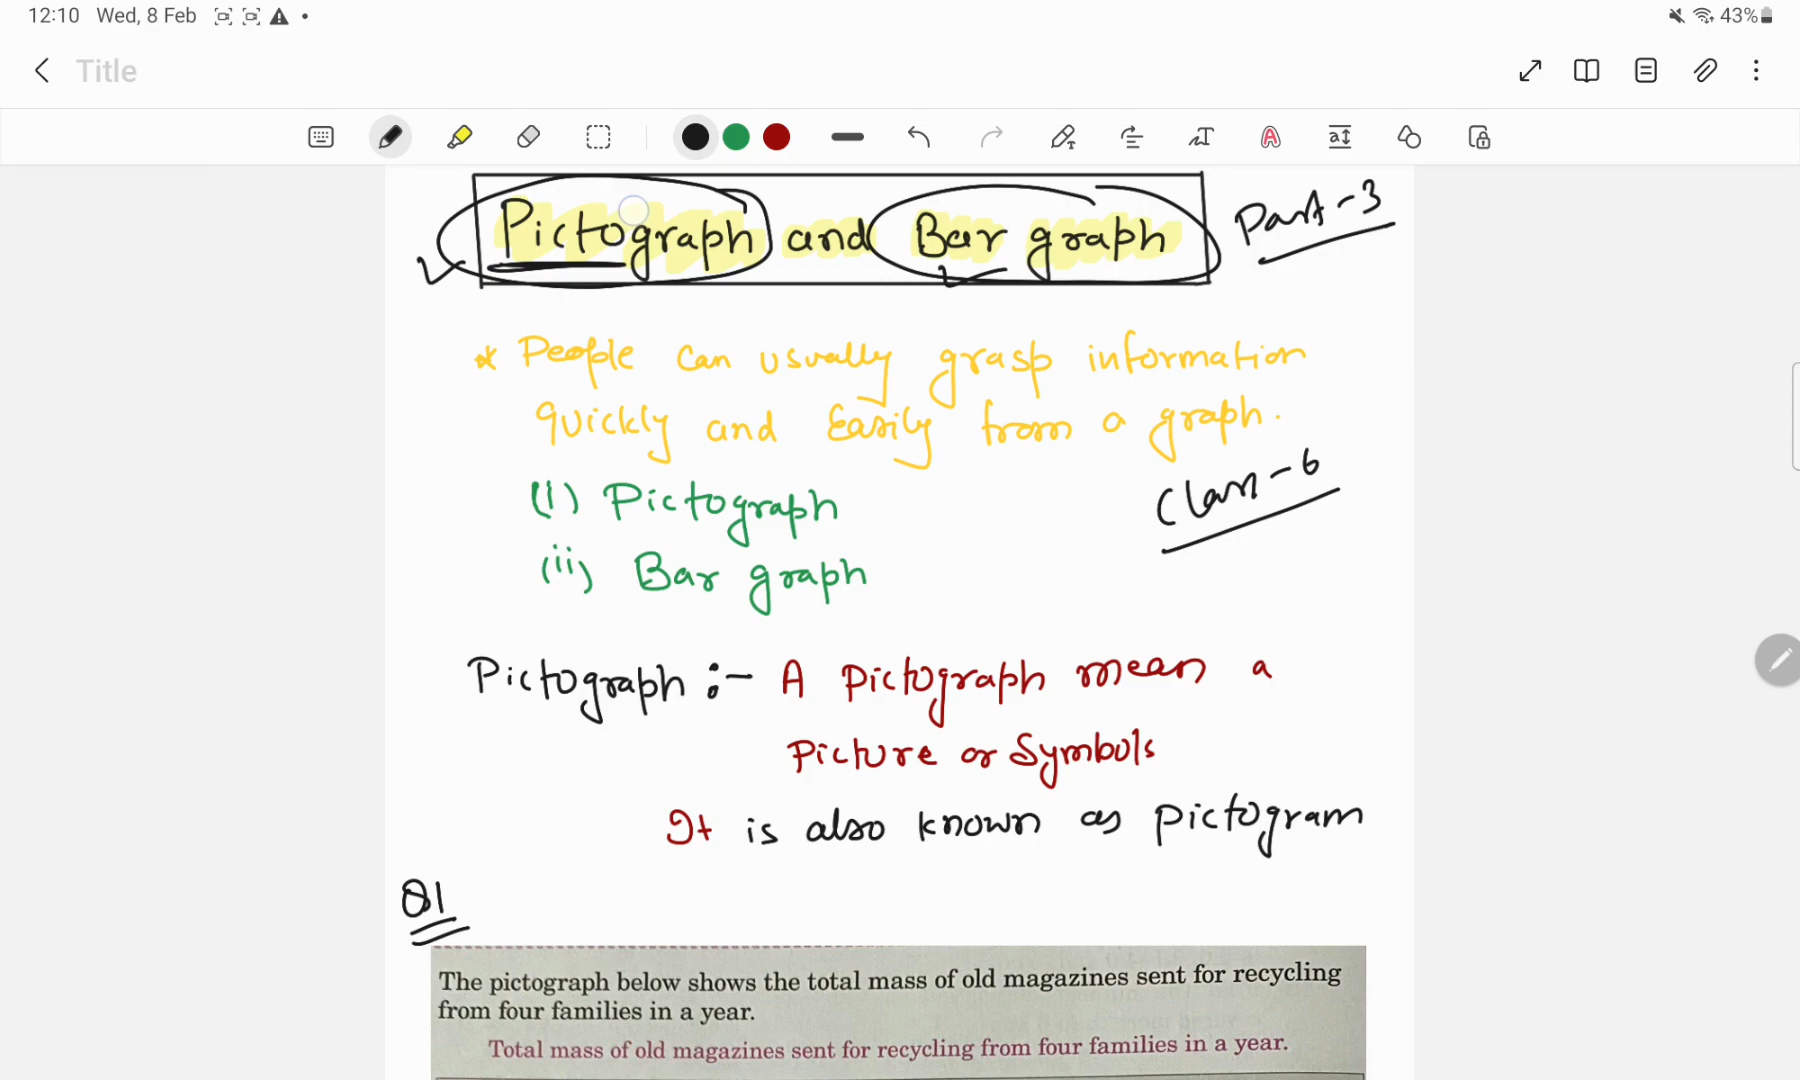 12:10 Wed, 8 Feb
43%
Title
Pictograph and Bar graph
Part-3
* People can usually grasp information
quickly and Easily from a graph.
Class-6
(i) Pictograph
(ii) Bar graph
Pictograph :- A Pictograph mean a
Picture or Symbols
It is also known as pictogram
Q1
The pictograph below shows the total mass of old magazines sent for recycling
from four families in a year.
Total mass of old magazines sent for recycling from four families in a year.